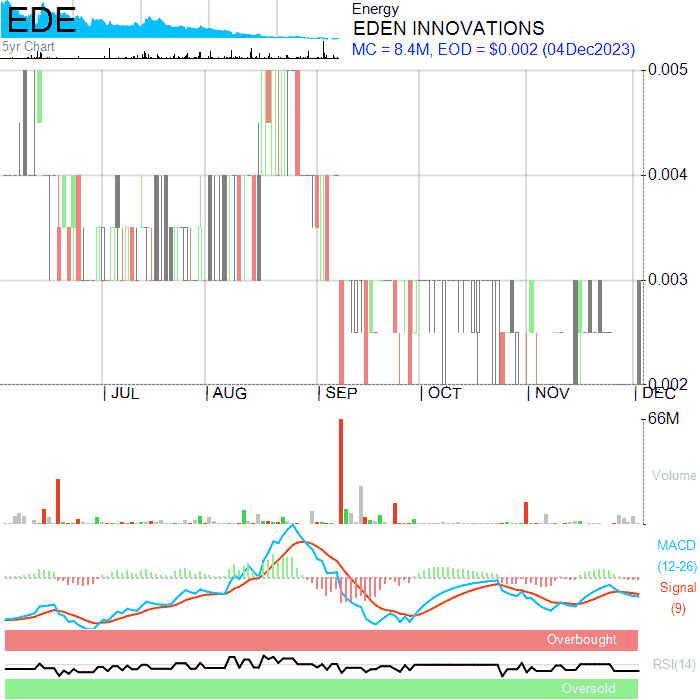 EDE
5yr Chart
Energy
EDEN INNOVATIONS
MC = 8.4M, EOD = $0.002 (04Dec2023)
0.005
0.004
0.003
0.002
JUL AUG SEP OCT NOV DEC
66M
Volume
MACD
(12-26)
Signal
(9)
Overbought
RSI(14)
Oversold